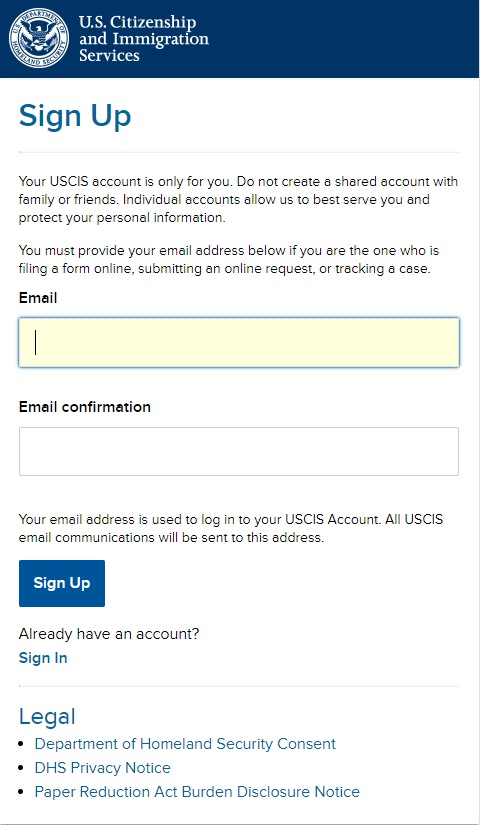 U.S. DEPARTMENT OF HOMELAND SECURITY
U.S. Citizenship
and Immigration
Services
Sign Up
Your USCIS account is only for you. Do not create a shared account with
family or friends. Individual accounts allow us to best serve you and
protect your personal information.
You must provide your email address below if you are the one who is
filing a form online, submitting an online request, or tracking a case.
Email
Email confirmation
Your email address is used to log in to your USCIS Account. All USCIS
email communications will be sent to this address.
Sign Up
Already have an account?
Sign In
Legal
Department of Homeland Security Consent
DHS Privacy Notice
Paper Reduction Act Burden Disclosure Notice